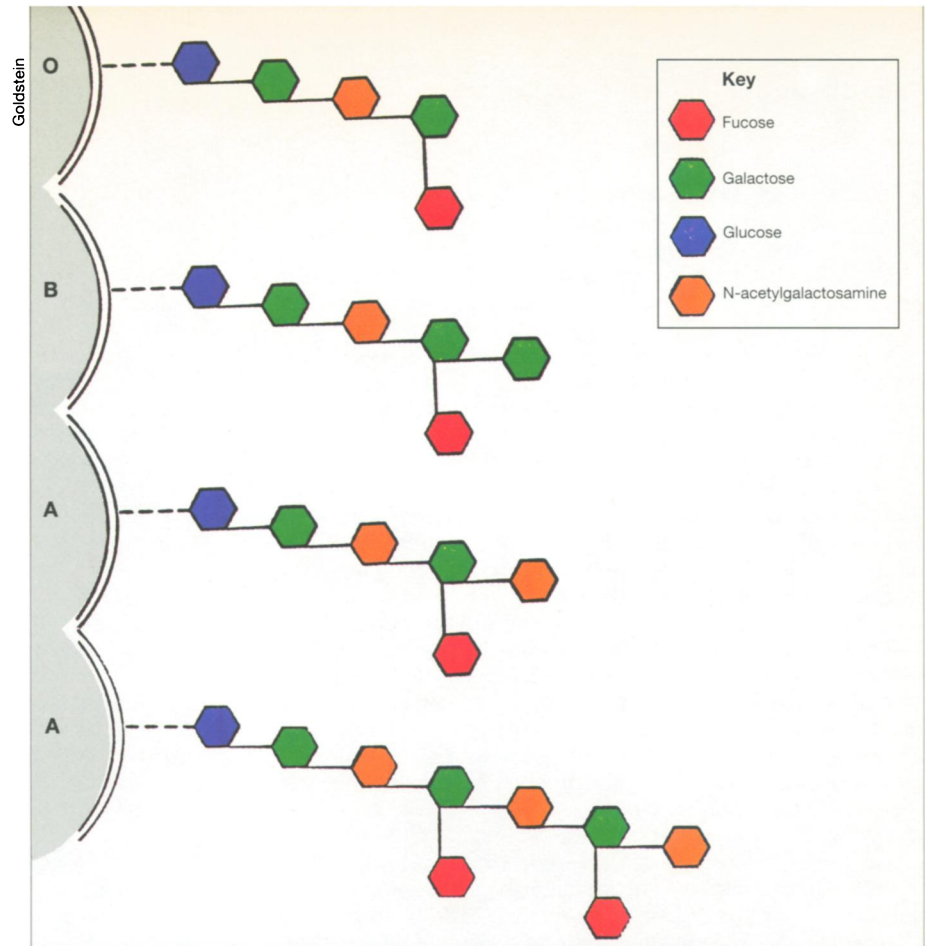 Goldstein
O
B
A
A
Key
Fucose
Galactose
Glucose
N-acetylgalactosamine